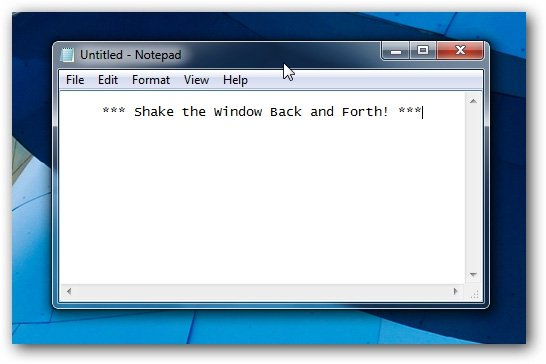 Untitled - Notepad
File Edit Format View Help
*** Shake the Window Back and Forth! ***